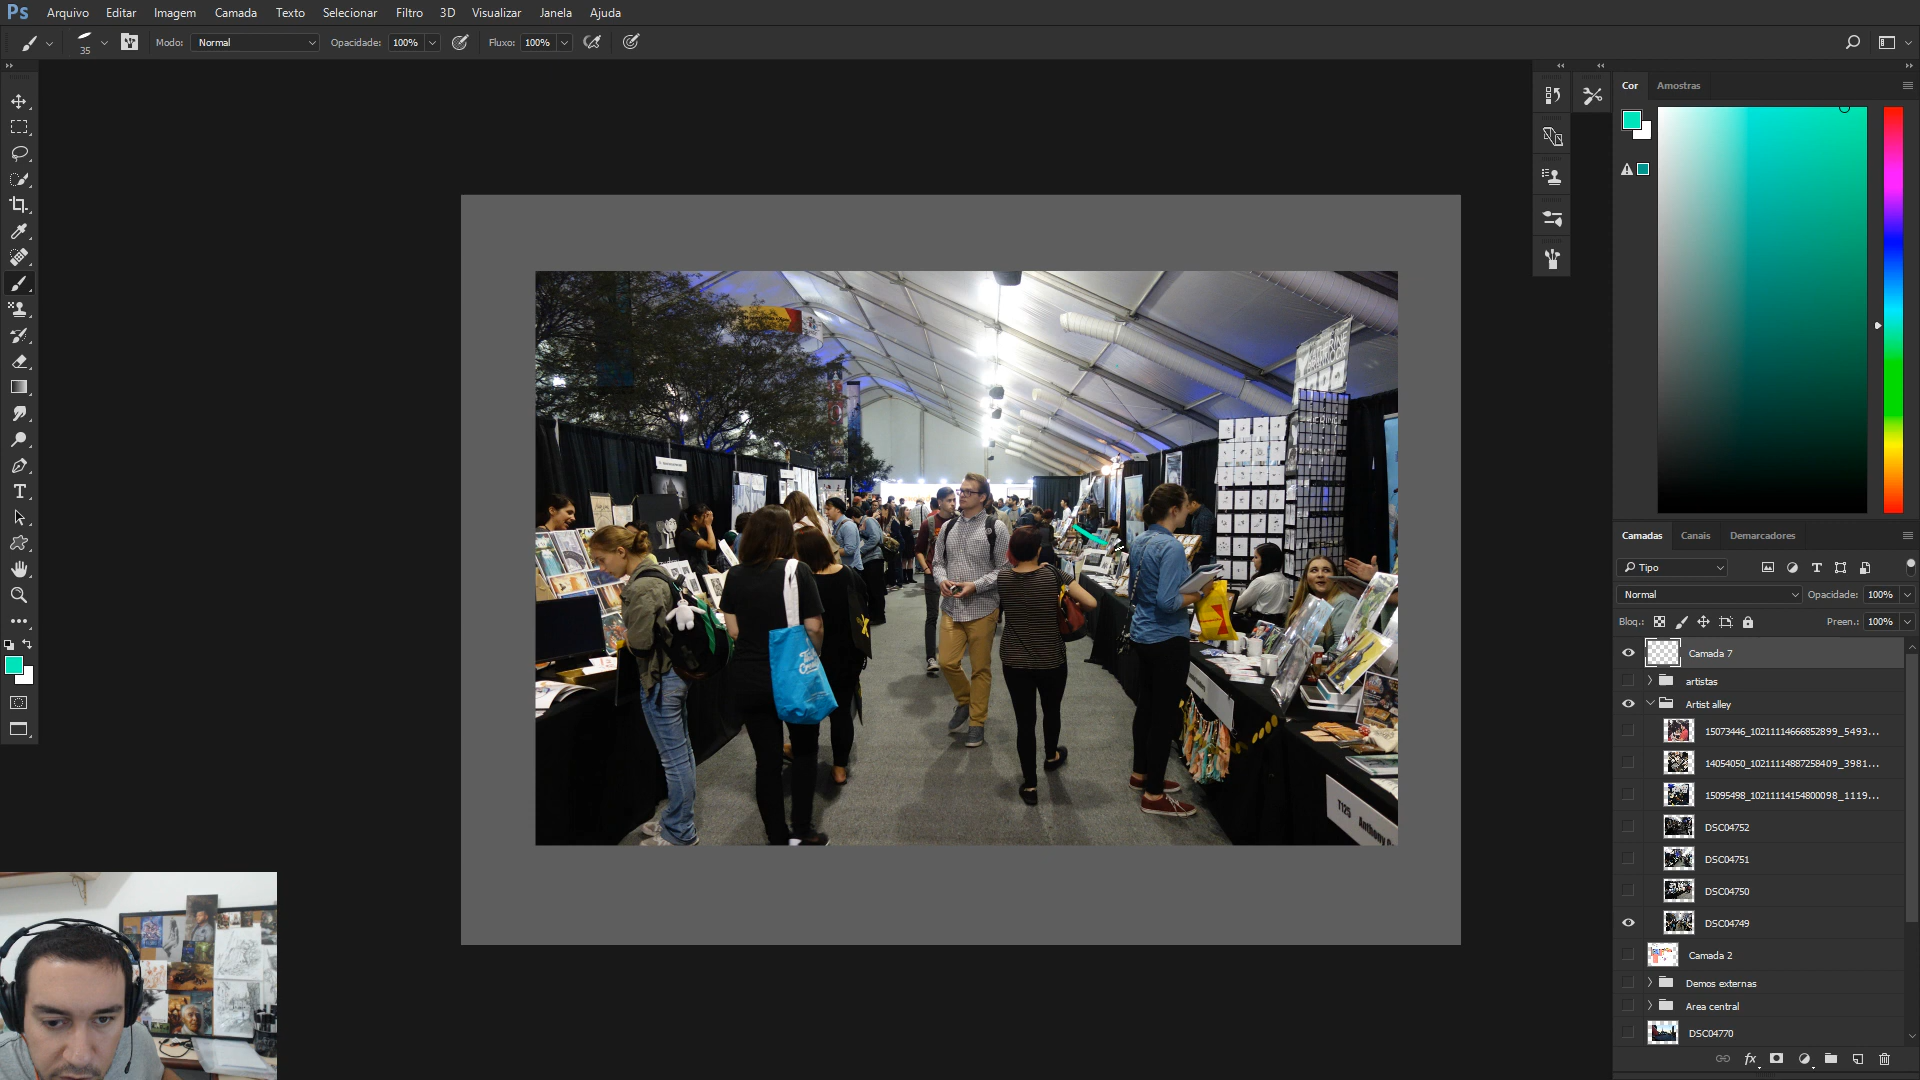 Ps Arquivo Editar Imagem Camada Texto Selecionar Filtro 3D Visualizar Janela Ajuda
35 Modo: Normal Opacidade: 100% Fluxo: 100%
Cor Amostras
T125
Camadas Canais Demarcadores
Tipo
Normal Opacidade: 100%
Bloq.: Preen.: 100%
Camada 7
artistas
Artist alley
15073446_10211114666852899_5493...
14054050_10211114887258409_3981...
15095498_10211114154800098_1119...
DSC04752
DSC04751
DSC04750
DSC04749
Camada 2
Demos externas
Area central
DSC04770
fx